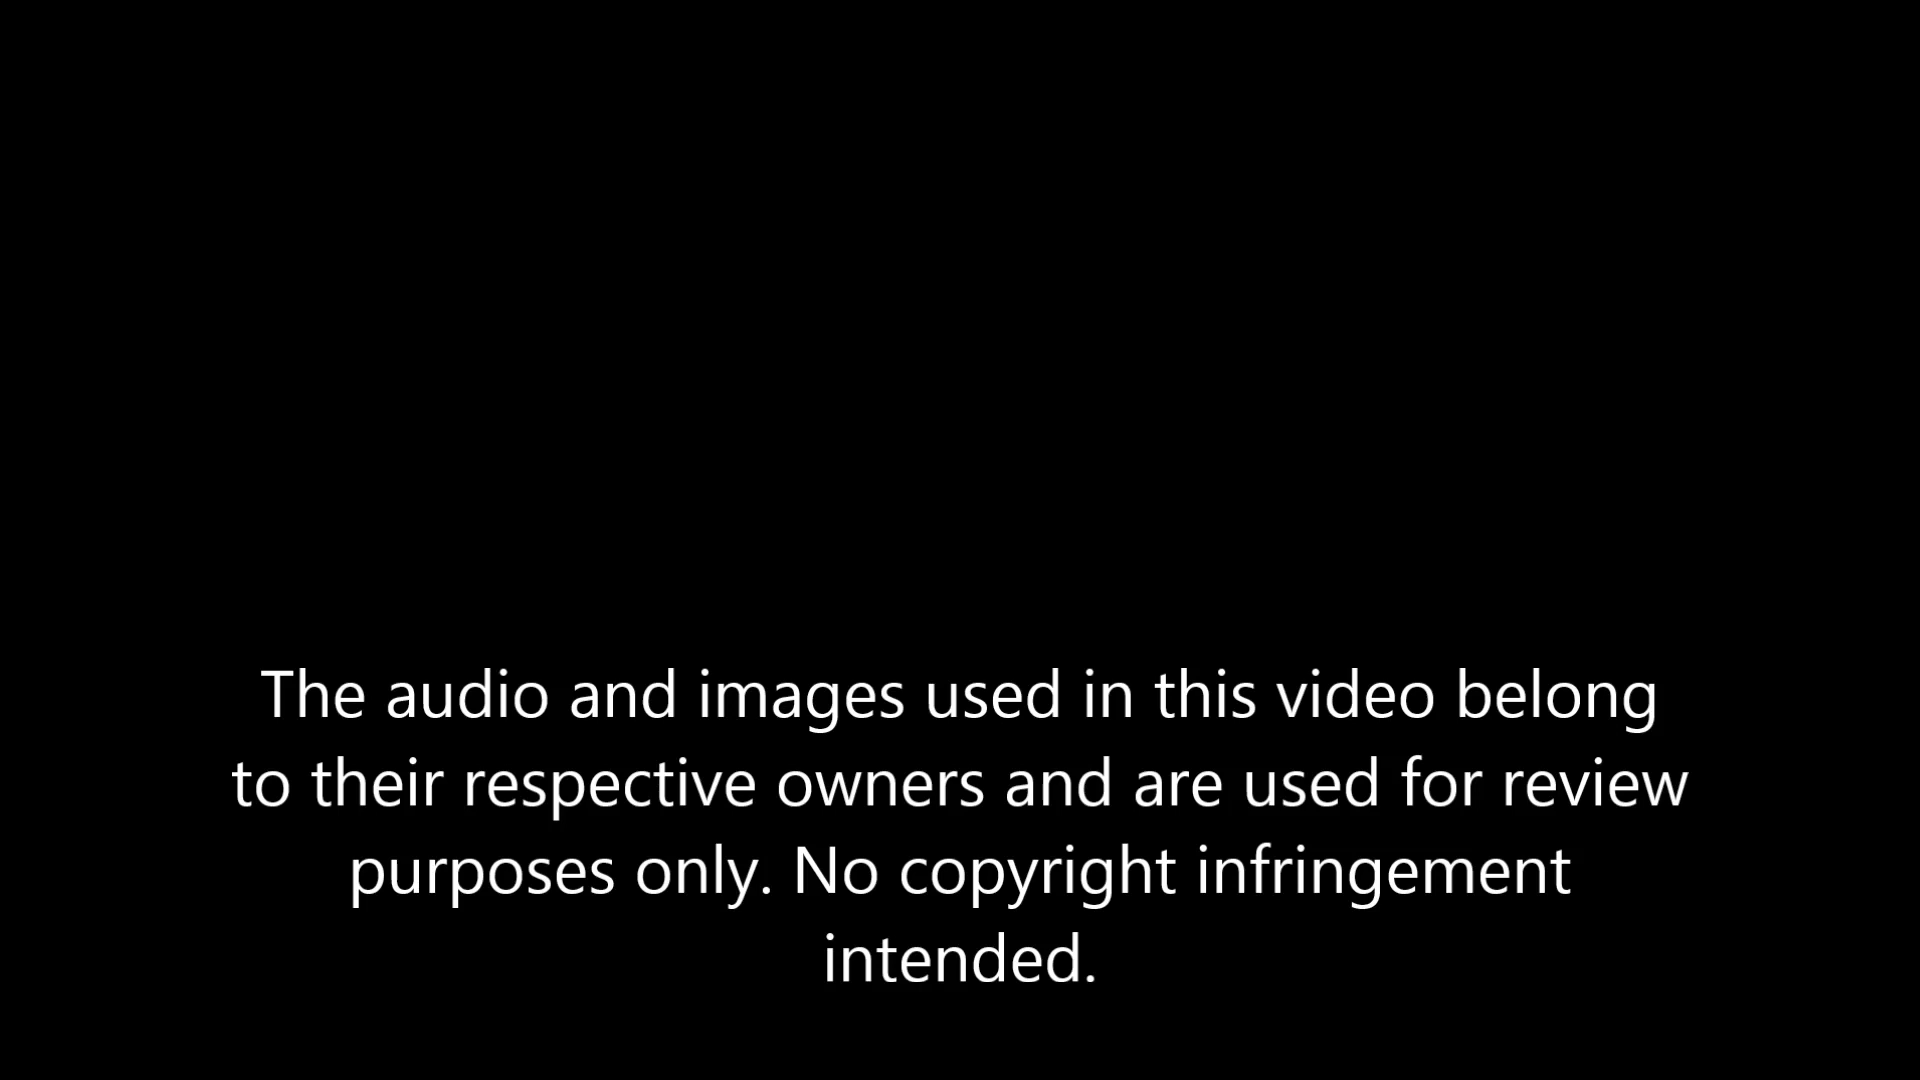 The audio and images used in this video belong
to their respective owners and are used for review
purposes only. No copyright infringement
intended.